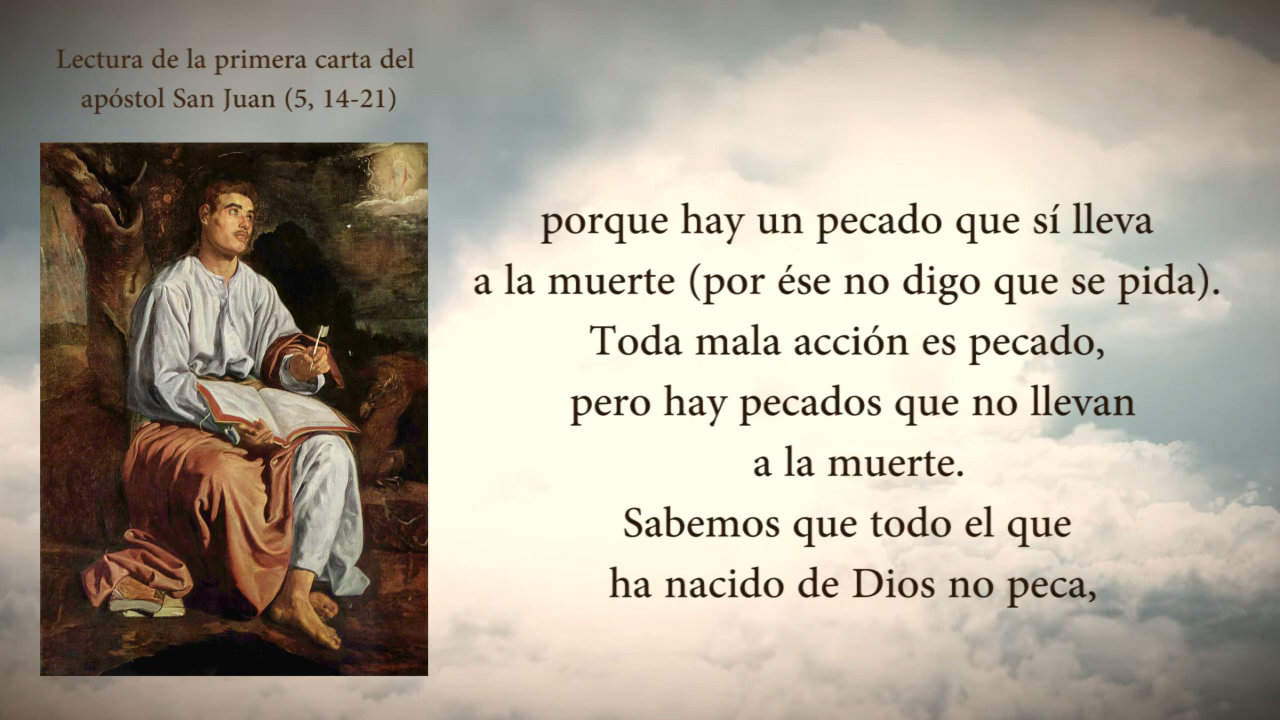 Lectura de la primera carta del
apóstol San Juan (5, 14-21)
porque hay un pecado que sí lleva
a la muerte (por ése no digo que se pida).
Toda mala acción es pecado,
pero hay pecados que no llevan
a la muerte.
Sabemos que todo el que
ha nacido de Dios no peca,